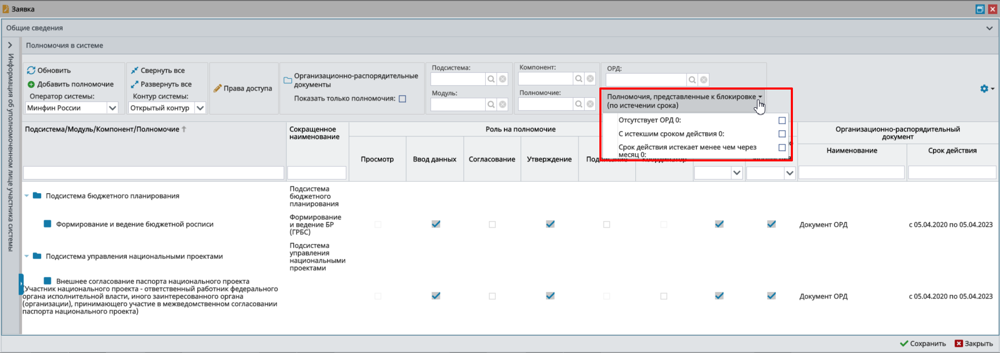 Заявка
Общие сведения
Информация об уполномоченном лице участника системы
Полномочия в системе
Обновить
Добавить полномочие
Оператор системы:
Минфин России
Свернуть все
Развернуть все
Контур системы:
Открытый контур
Права доступа
Организационно-распорядительные
документы
Показать только полномочия:
Подсистема:
Модуль:
Компонент:
Полномочие:
ОРД:
Полномочия, представленные к блокировке
(по истечении срока)
Отсутствует ОРД 0:
С истекшим сроком действия 0:
Срок действия истекает менее чем через
месяц 0:
Подсистема/Модуль/Компонент/Полномочие
Сокращенное
наименование
Роль на полномочие
Просмотр
Ввод данных
Согласование
Утверждение
Организационно-распорядительный
документ
Наименование
Срок действия
Подсистема бюджетного планирования
Подсистема
бюджетного
планирования
Формирование и ведение бюджетной росписи
Формирование
и ведение БР
(ГРБС)
Документ ОРД
с 05.04.2020 по 05.04.2023
Подсистема управления национальными проектами
Подсистема
управления
национальными
проектами
Внешнее согласование паспорта национального проекта
(Участник национального проекта - ответственный работник федерального
органа исполнительной власти, иного заинтересованного органа
(организации), принимающего участие в межведомственном согласовании
паспорта национального проекта)
Документ ОРД
с 05.04.2020 по 05.04.2023
Сохранить
Закрыть